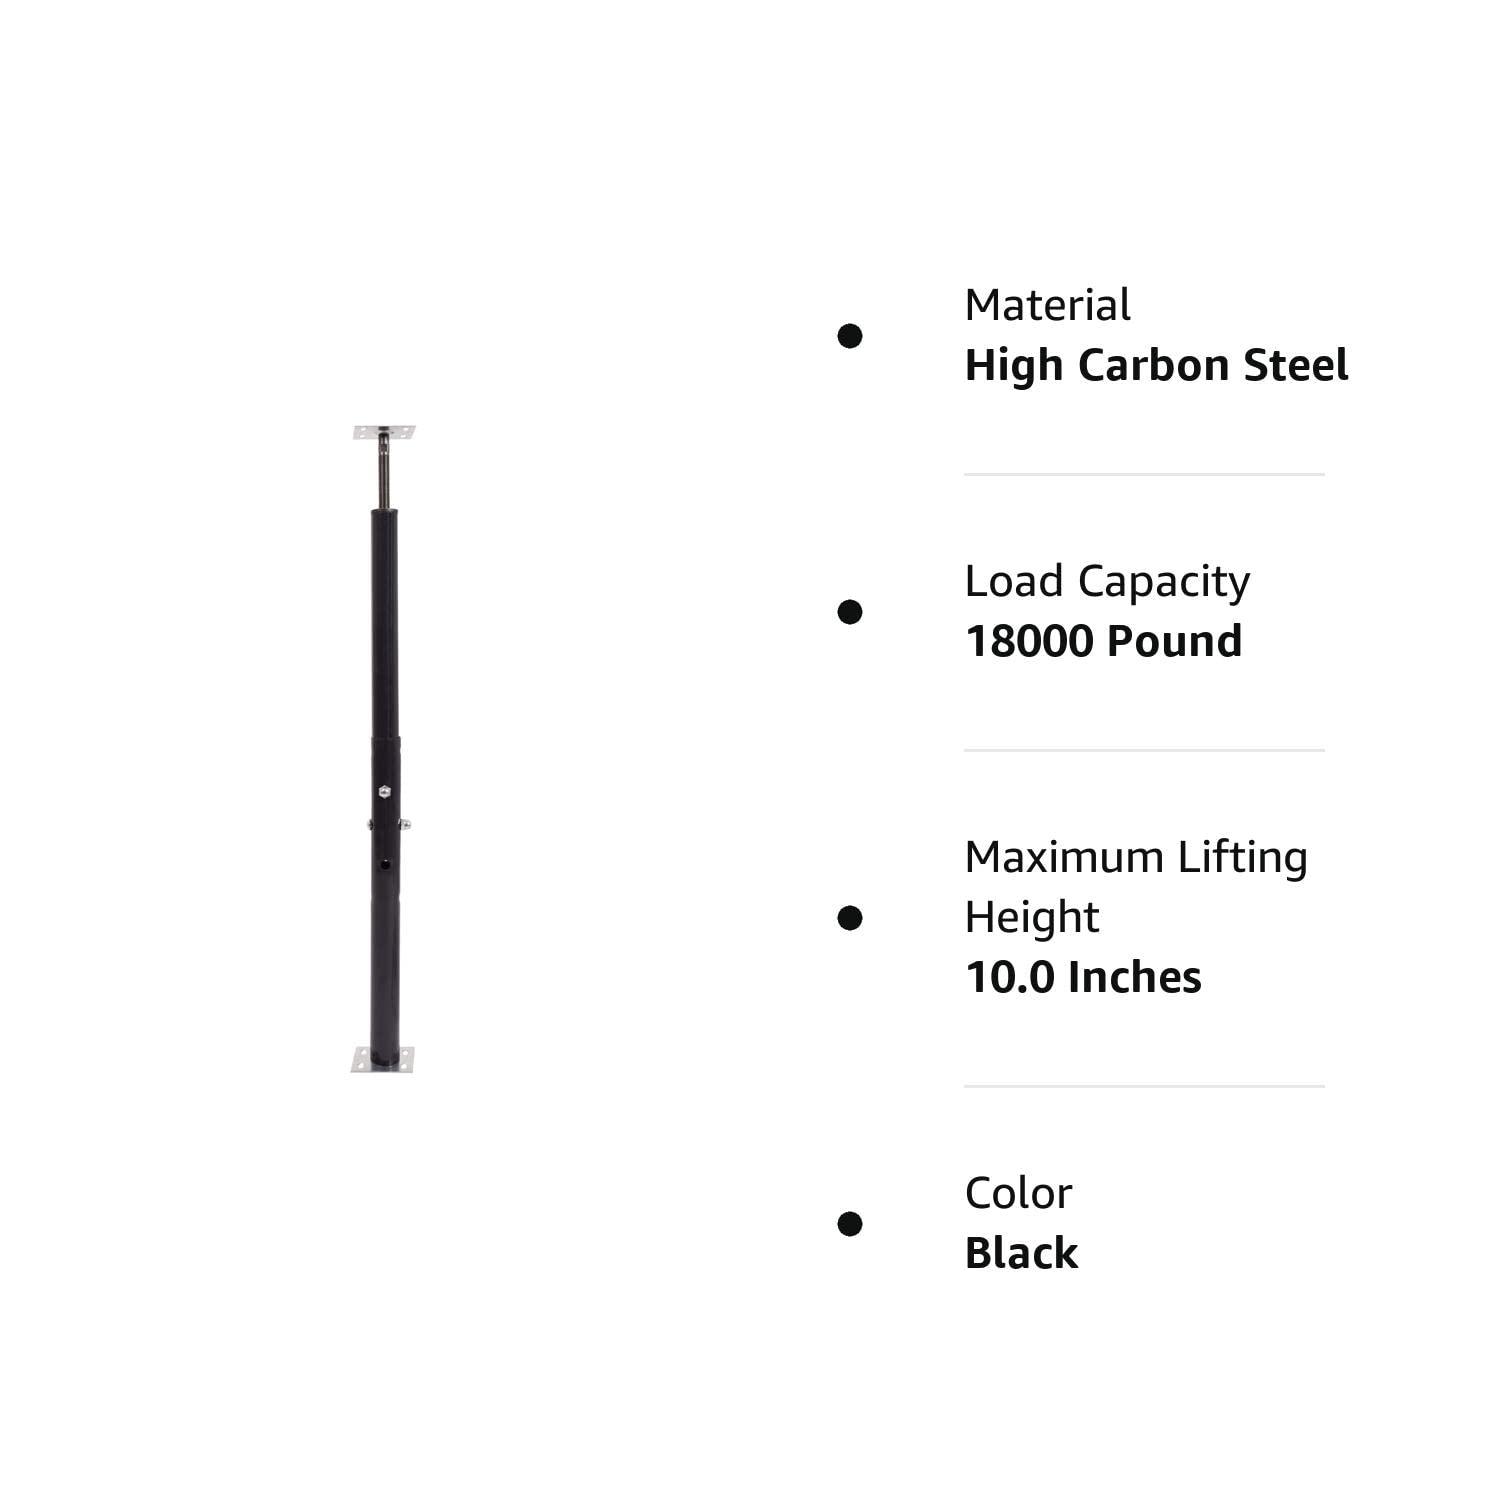 Material
High Carbon Steel
Load Capacity
18000 Pound
Maximum Lifting
Height
10.0 Inches
Color
Black